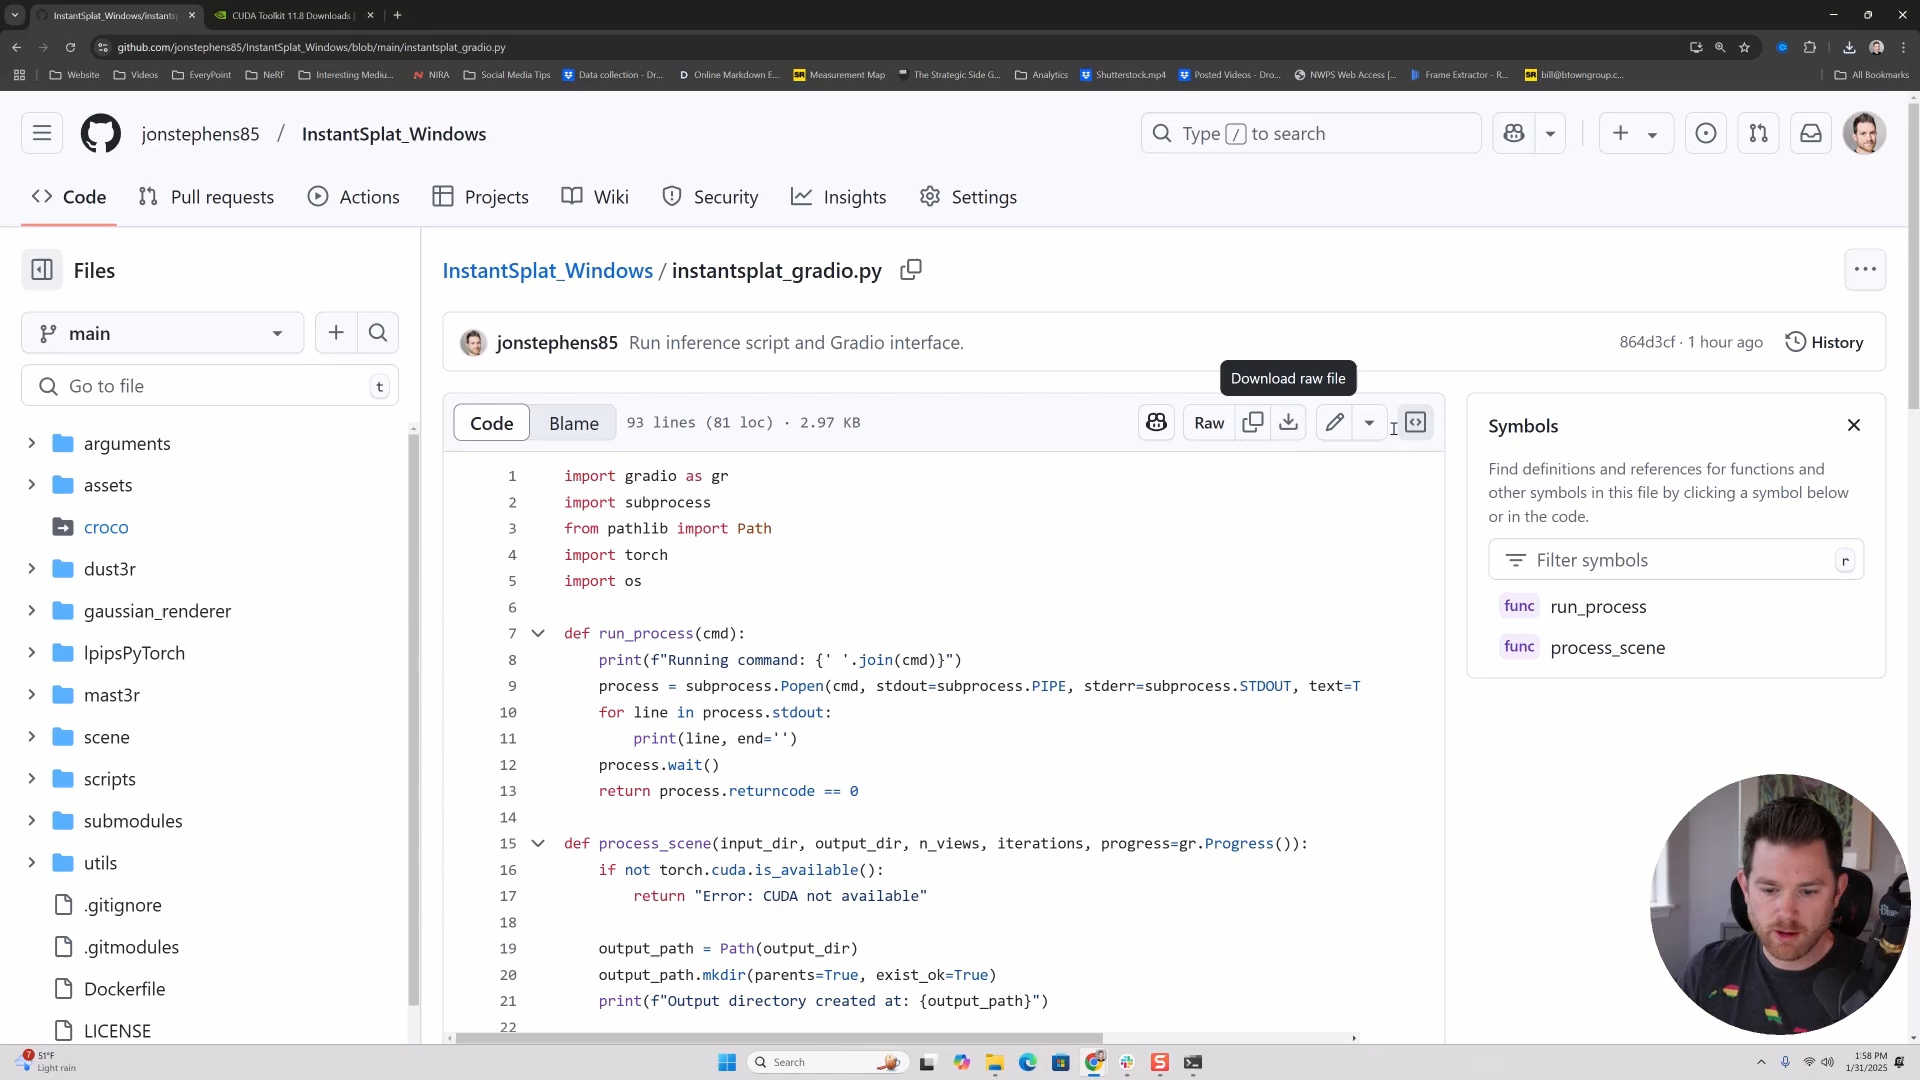 InstantSplat_Windows/instants
CUDA Toolkit 11.8 Downloads |
github.com/jonstephens85/InstantSplat_Windows/blob/main/instantsplat_gradio.py
Website
Videos
EveryPoint
NeRF
Interesting Mediu...
NIRA
Social Media Tips
Data collection - Dr...
D Online Markdown E...
SR Measurement Map
The Strategic Side G...
Analytics
Shutterstock.mp4
Posted Videos - Dro...
NWPS Web Access [...
Frame Extractor - R...
SR bill@btowngroup.c...
All Bookmarks
jonstephens85 / InstantSplat_Windows
Type / to search
Code
Pull requests
Actions
Projects
Wiki
Security
Insights
Settings
Files
main
Go to file
t
arguments
assets
croco
dust3r
gaussian_renderer
lpipsPyTorch
mast3r
scene
scripts
submodules
utils
.gitignore
.gitmodules
Dockerfile
LICENSE
InstantSplat_Windows / instantsplat_gradio.py
jonstephens85 Run inference script and Gradio interface.
864d3cf · 1 hour ago
History
Download raw file
Code
Blame
93 lines (81 loc) · 2.97 KB
Raw
1 import gradio as gr
2 import subprocess
3 from pathlib import Path
4 import torch
5 import os
6
7 def run_process(cmd):
8 print(f"Running command: {' '.join(cmd)}")
9 process = subprocess.Popen(cmd, stdout=subprocess.PIPE, stderr=subprocess.STDOUT, text=T
10 for line in process.stdout:
11 print(line, end='')
12 process.wait()
13 return process.returncode == 0
14
15 def process_scene(input_dir, output_dir, n_views, iterations, progress=gr.Progress()):
16 if not torch.cuda.is_available():
17 return "Error: CUDA not available"
18
19 output_path = Path(output_dir)
20 output_path.mkdir(parents=True, exist_ok=True)
21 print(f"Output directory created at: {output_path}")
22
Symbols
Find definitions and references for functions and
other symbols in this file by clicking a symbol below
or in the code.
Filter symbols
r
func run_process
func process_scene
Blue
7
51°F
Light rain
Search
1:58 PM
1/31/2025